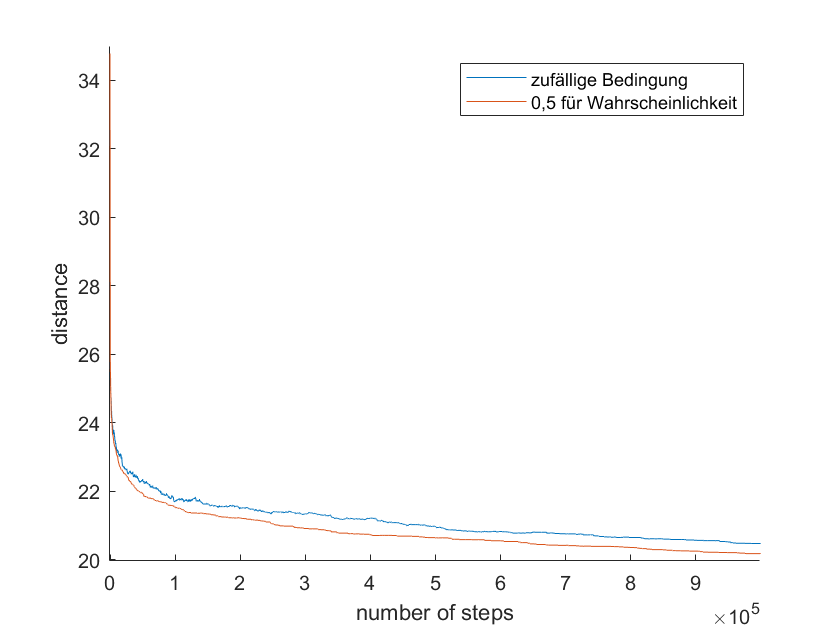 zufällige Bedingung
0,5 für Wahrscheinlichkeit
distance
34
32
30
28
26
24
22
20
0 1 2 3 4 5 6 7 8 9
number of steps
×10^5